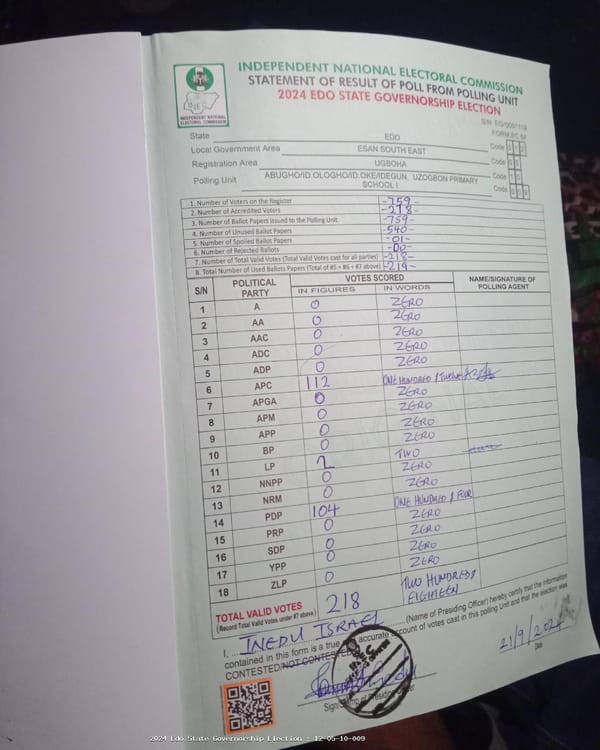 INDEPENDENT NATIONAL ELECTORAL COMMISSION
STATEMENT OF RESULT OF POLL FROM POLLING UNIT
2024 EDO STATE GOVERNORSHIP ELECTION
INEC
INDEPENDENT NATIONAL ELECTORAL COMMISSION
FORM EC 8A
State EDO Code
Local Government Area ESAN SOUTH EAST Code
Registration Area UGBOHA Code
Polling Unit ABUGHO/ID.OLOGHO/ID.OKE/IDEGUN, UZOGBON PRIMARY SCHOOL I Code
1. Number of Voters on the Register -759-
2. Number of Accredited Voters -218-
3. Number of Ballot Papers Issued to the Polling Unit -759-
4. Number of Unused Ballot Papers -540-
5. Number of Spoiled Ballot Papers -01-
6. Number of Rejected Ballots -00-
7. Number of Total Valid Votes (Total Valid Votes cast for all parties) -218-
8. Total Number of Used Ballots Papers (Total of #5 + #6 + #7 above) -219-
S/N POLITICAL PARTY VOTES SCORED NAME/SIGNATURE OF POLLING AGENT
IN FIGURES IN WORDS
1 A 0 ZERO
2 AA 0 ZERO
3 AAC 0 ZERO
4 ADC 0 ZERO
5 ADP 0 ZERO
6 APC 112 ONE HUNDRED / TWELVE
7 APGA 0 ZERO
8 APM 0 ZERO
9 APP 0 ZERO
10 BP 0 ZERO
11 LP 2 TWO
12 NNPP 0 ZERO
13 NRM 0 ZERO
14 PDP 104 ONE HUNDRED / FOUR
15 PRP 0 ZERO
16 SDP 0 ZERO
17 YPP 0 ZERO
18 ZLP 0 ZERO
TOTAL VALID VOTES 218 TWO HUNDRED & EIGHTEEN
(Record Total Valid Votes under #7 above)
I, INEDU ISRAEL (Name of Presiding Officer) hereby certify that the information
contained in this form is a true accurate account of votes cast in this polling Unit and that the election was
CONTESTED/NOT CONTESTED
21/9/2024
Date
2024 Edo State Governorship Election : 12-05-10-009